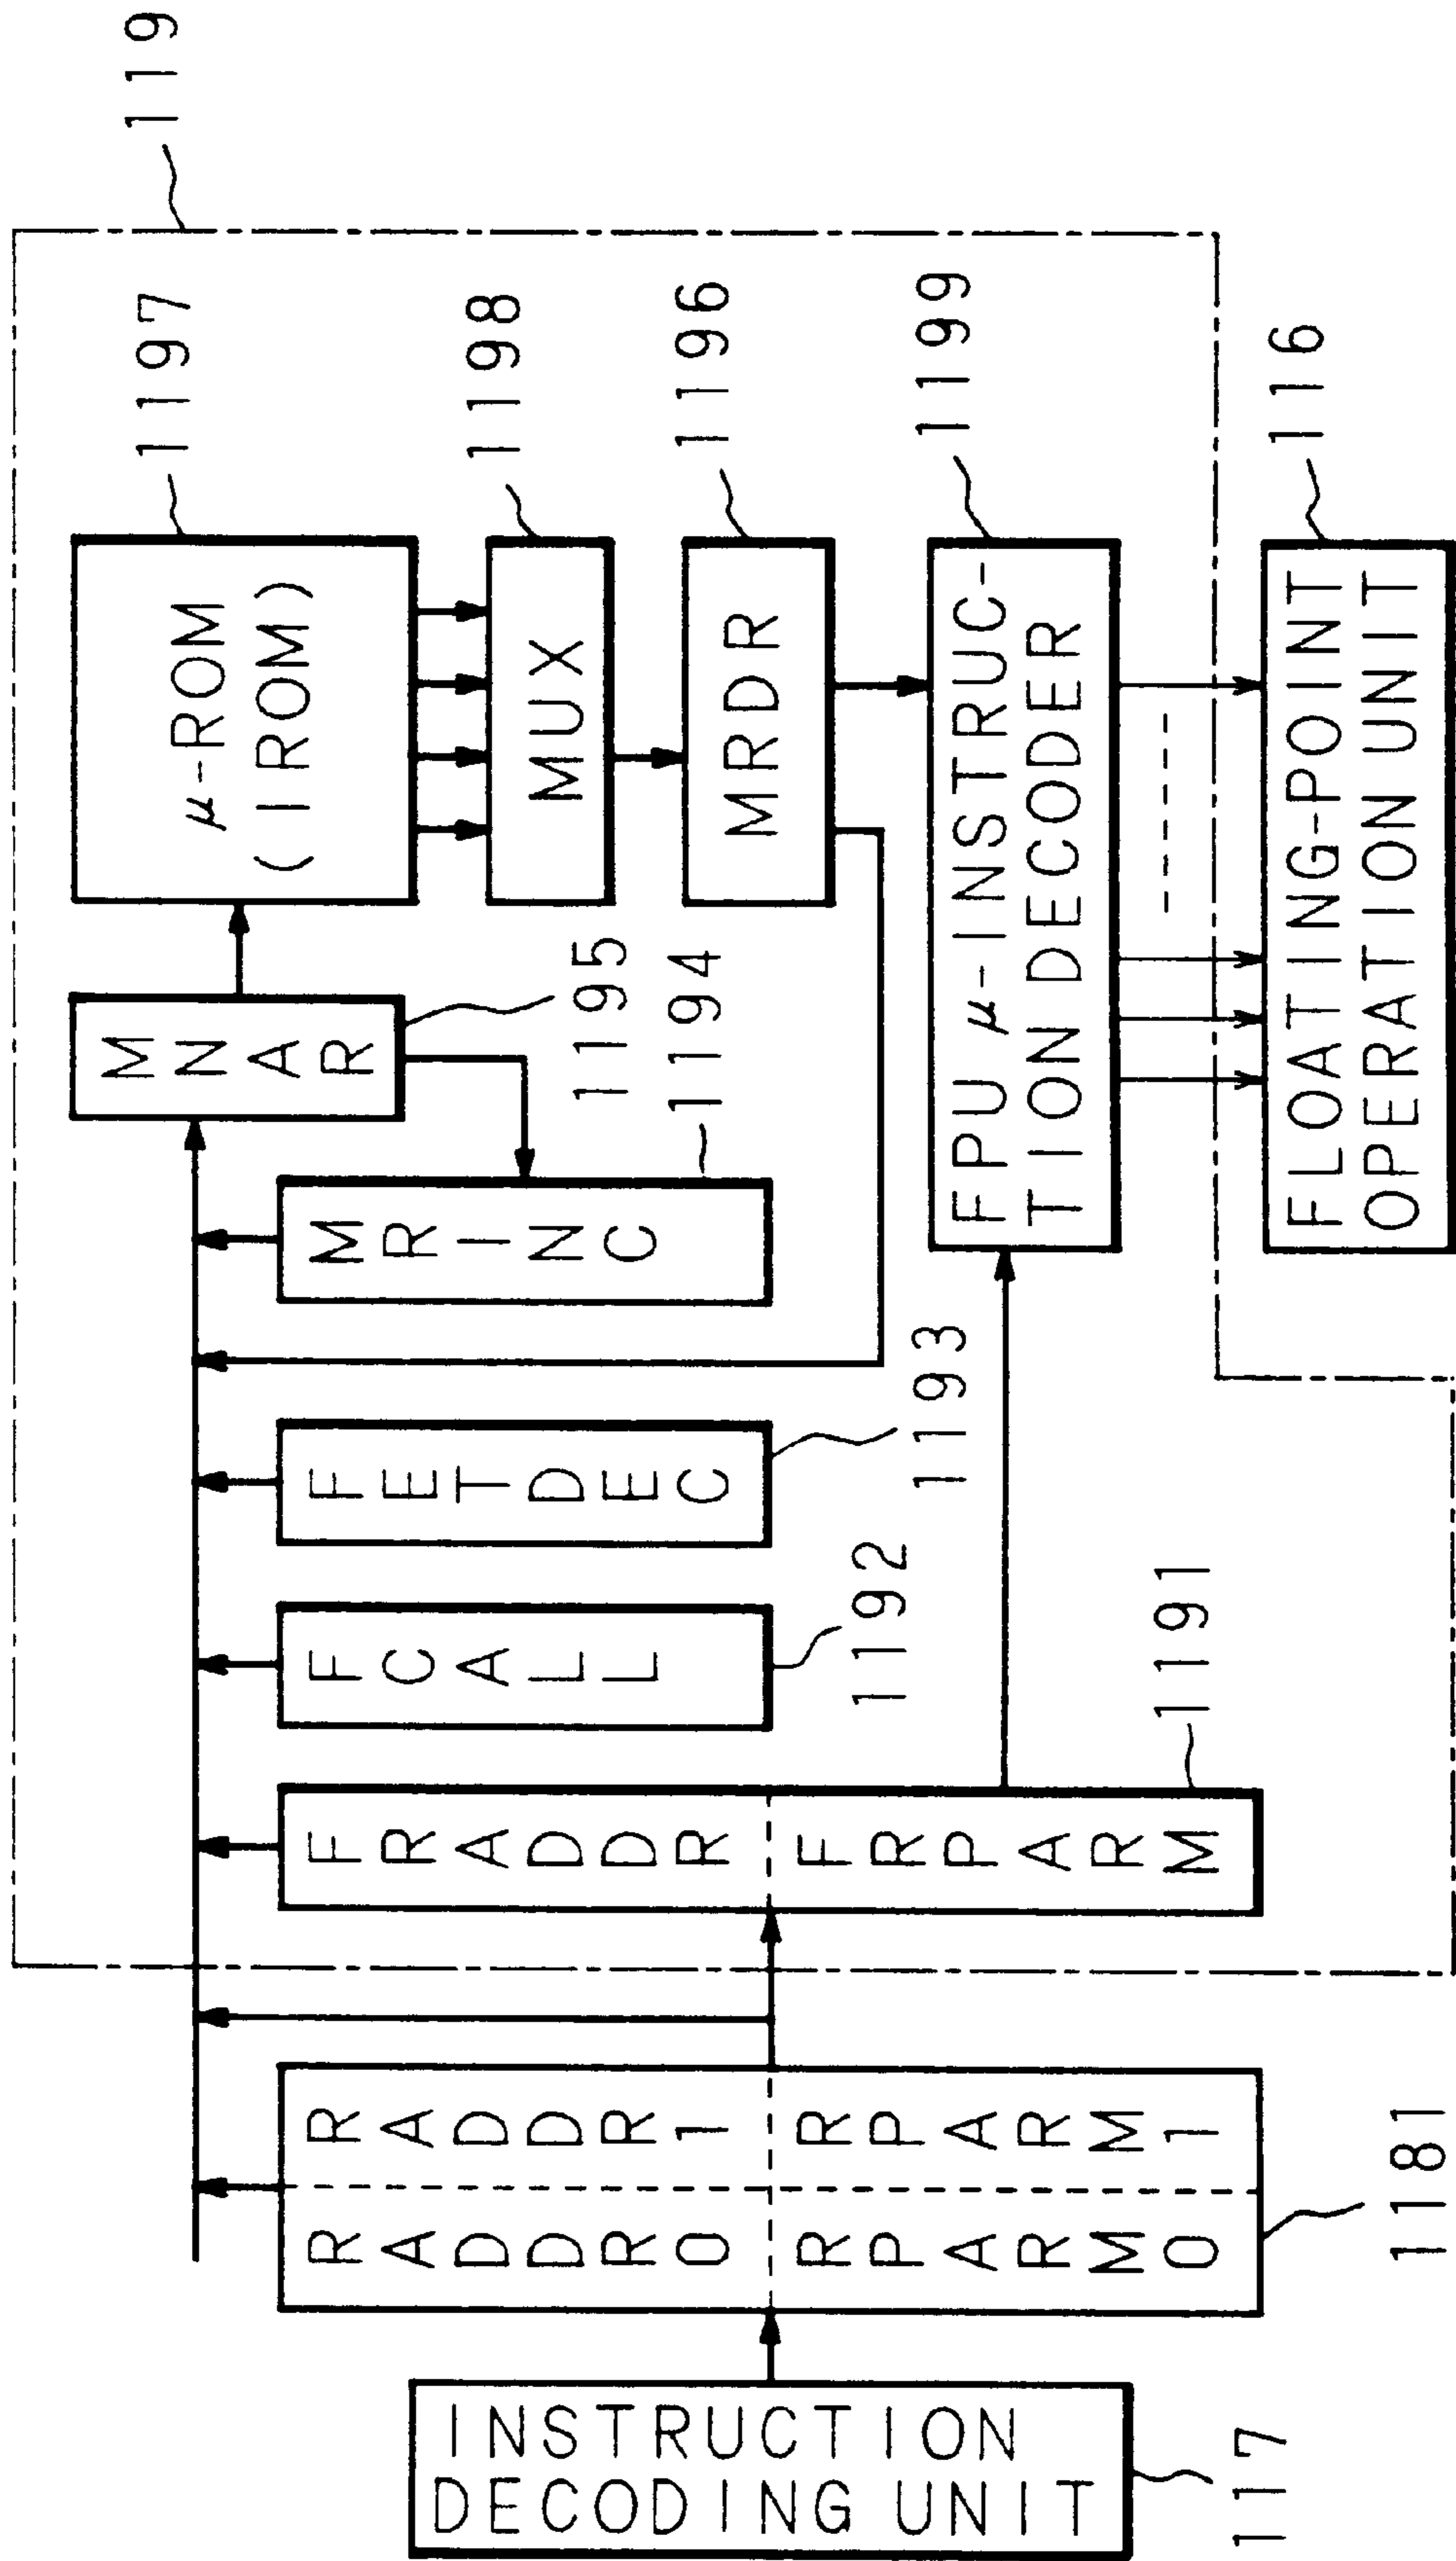 119
μ-ROM
(IROM)
1197
MUX
1198
MRDR
1196
MNAR
1195
MRINC
1194
FETDEC
1193
FCALL
1192
FRADDR
FRPARM
1191
FPU μ-INSTRUC-
TION DECODER
1199
FLOATING-POINT
OPERATION UNIT
116
RADDR0
RADDR1
RPARM0
RPARM1
1181
INSTRUCTION
DECODING UNIT
117